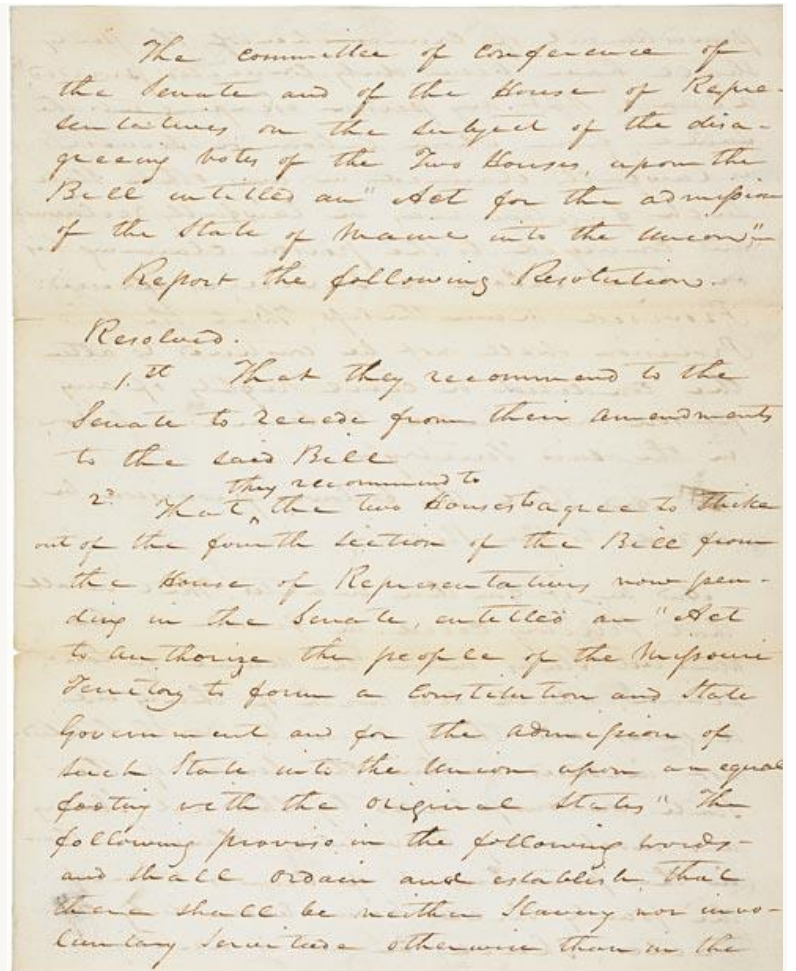 The committee of conference of
the Senate and of the House of Repre-
sentatives on the subject of the disa-
greeing votes of the Two Houses, upon the
Bill entitled an "Act for the admission
of the State of Maine into the Union"-
Report the following Resolution.
Resolved.
1.st That they recommend to the
Senate to recede from their amendments
to the said Bill
they recommend to
2d That ^ the two Houses to agree to Strike
out of the fourth section of the Bill from
the House of Representatives now pen-
ding in the Senate, entitled an "Act
to authorize the people of the Missouri
Territory to form a Constitution and State
Government and for the admission of
such State into the Union upon an equal
footing with the original States" The
following proviso in the following words-
and shall ordain and establish that
there shall be neither Slavery nor invo-
luntary Servitude otherwise than in the